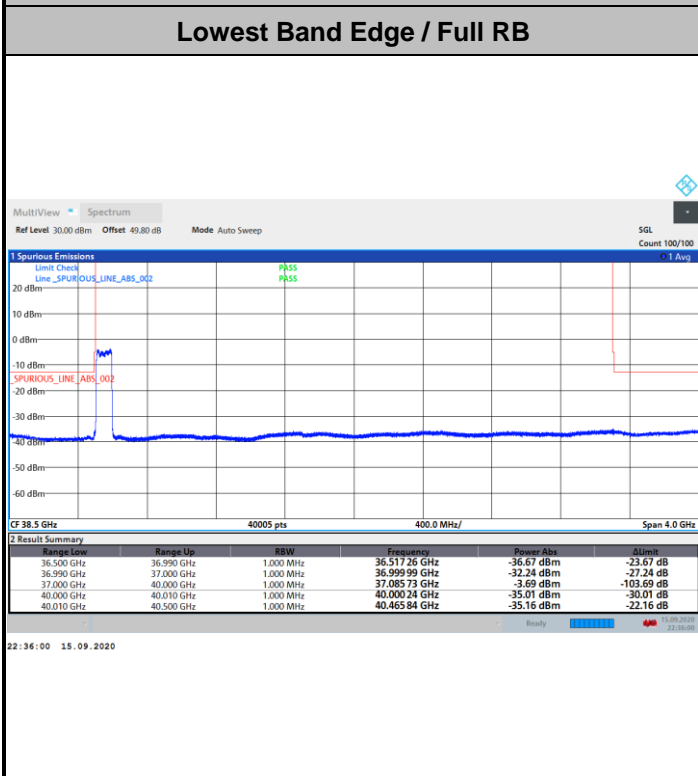 Lowest Band Edge / Full RB
MultiView Spectrum
Ref Level 30.00 dBm Offset 49.80 dB Mode Auto Sweep SGL
Count 100/100
1 Spurious Emissions 1 Avg
Limit Check PASS
Line _SPURIOUS_LINE_ABS_002 PASS
20 dBm
10 dBm
0 dBm
-10 dBm
_SPURIOUS_LINE_ABS_002
-20 dBm
-30 dBm
-40 dBm
-50 dBm
-60 dBm
CF 38.5 GHz 40005 pts 400.0 MHz/ Span 4.0 GHz
2 Result Summary
Range Low Range Up RBW Frequency Power Abs ΔLimit
36.500 GHz 36.990 GHz 1.000 MHz 36.517 26 GHz -36.67 dBm -23.67 dB
36.990 GHz 37.000 GHz 1.000 MHz 36.999 99 GHz -32.24 dBm -27.24 dB
37.000 GHz 40.000 GHz 1.000 MHz 37.085 73 GHz -3.69 dBm -103.69 dB
40.000 GHz 40.010 GHz 1.000 MHz 40.000 24 GHz -35.01 dBm -30.01 dB
40.010 GHz 40.500 GHz 1.000 MHz 40.465 84 GHz -35.16 dBm -22.16 dB
Ready 15.09.2020
22:36:00
22:36:00 15.09.2020